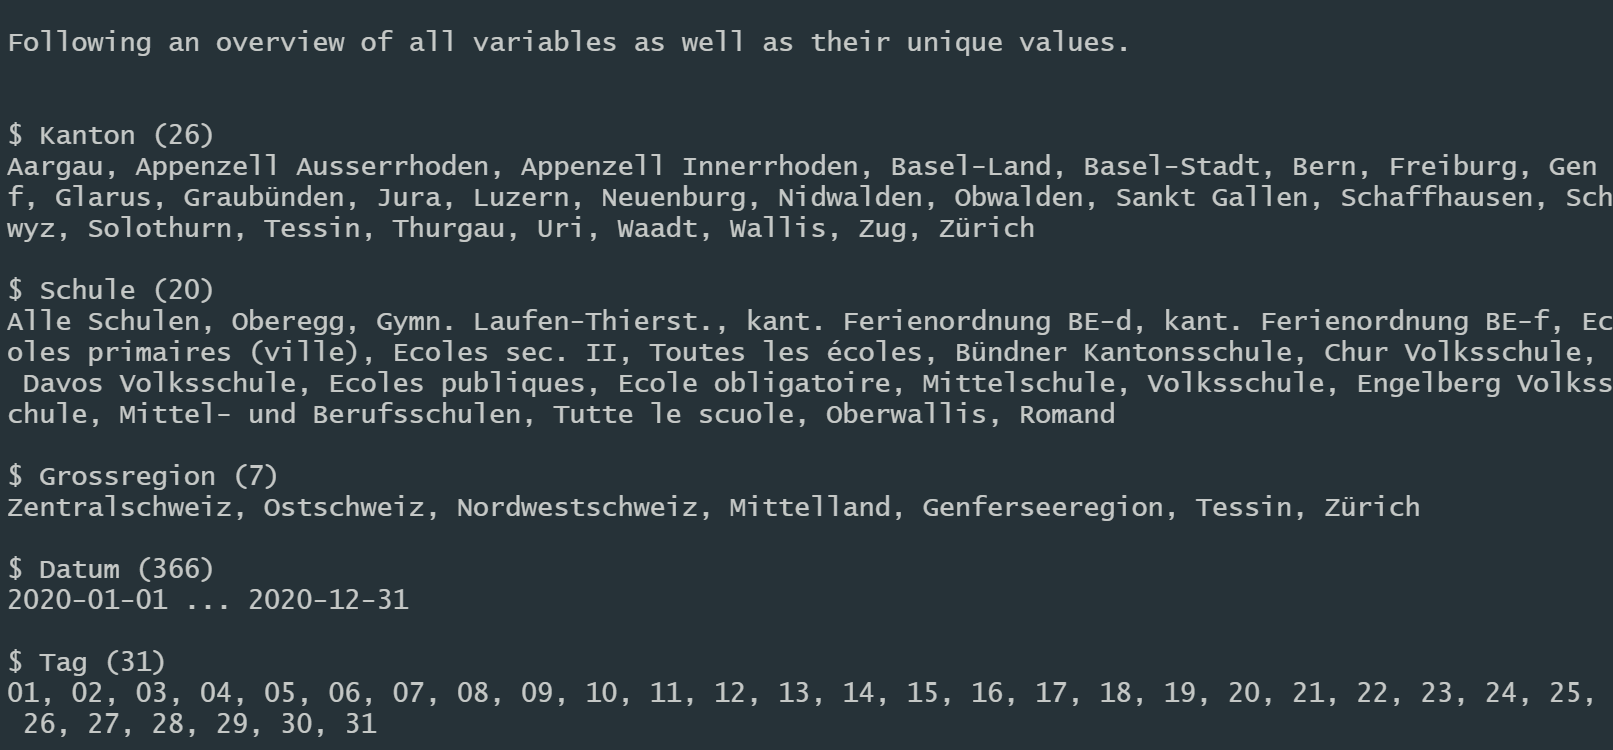 Following an overview of all variables as well as their unique values.
$ Kanton (26)
Aargau, Appenzell Ausserrhoden, Appenzell Innerrhoden, Basel-Land, Basel-Stadt, Bern, Freiburg, Gen
f, Glarus, Graubünden, Jura, Luzern, Neuenburg, Nidwalden, Obwalden, Sankt Gallen, Schaffhausen, Sch
wyz, Solothurn, Tessin, Thurgau, Uri, Waadt, Wallis, Zug, Zürich
$ Schule (20)
Alle Schulen, Oberegg, Gymn. Laufen-Thierst., kant. Ferienordnung BE-d, kant. Ferienordnung BE-f, Ec
oles primaires (ville), Ecoles sec. II, Toutes les écoles, Bündner Kantonsschule, Chur Volksschule,
Davos Volksschule, Ecoles publiques, Ecole obligatoire, Mittelschule, Volksschule, Engelberg Volkss
chule, Mittel- und Berufsschulen, Tutte le scuole, Oberwallis, Romand
$ Grossregion (7)
Zentralschweiz, Ostschweiz, Nordwestschweiz, Mittelland, Genferseeregion, Tessin, Zürich
$ Datum (366)
2020-01-01 ... 2020-12-31
$ Tag (31)
01, 02, 03, 04, 05, 06, 07, 08, 09, 10, 11, 12, 13, 14, 15, 16, 17, 18, 19, 20, 21, 22, 23, 24, 25,
26, 27, 28, 29, 30, 31